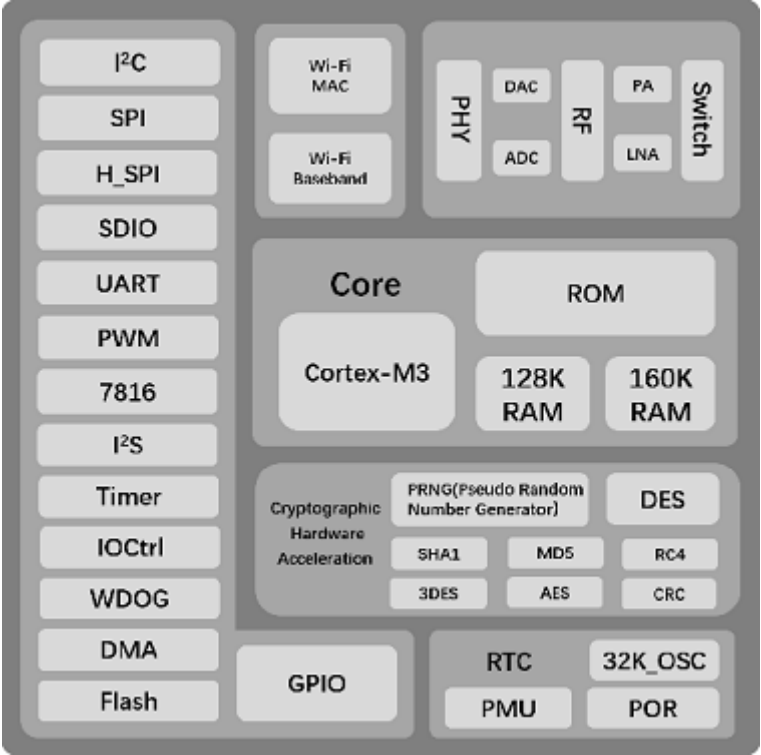 I²C
SPI
H_SPI
SDIO
UART
PWM
7816
I²S
Timer
IOCtrl
WDOG
DMA
Flash
GPIO
Wi-Fi
MAC
Wi-Fi
Baseband
PHY
DAC
ADC
RF
PA
LNA
Switch
Core
Cortex-M3
ROM
128K
RAM
160K
RAM
Cryptographic
Hardware
Acceleration
PRNG(Pseudo Random
Number Generator)
DES
SHA1
MD5
RC4
3DES
AES
CRC
RTC
32K_OSC
PMU
POR